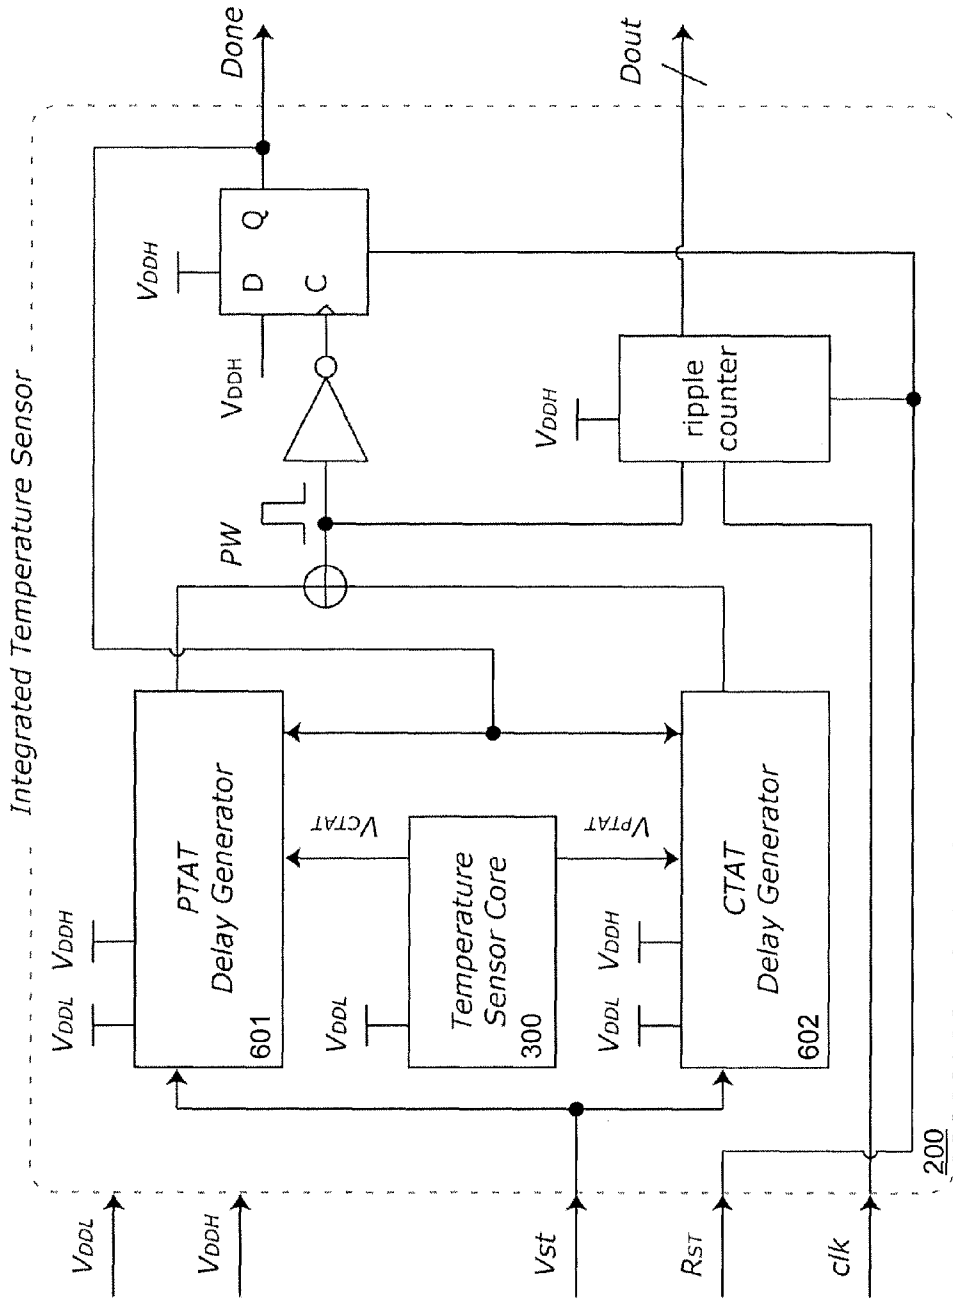 Integrated Temperature Sensor
VDDL
VDDH
Vst
RST
clk
200
VDDL
VDDH
PTAT
Delay Generator
601
VDDL
Temperature
Sensor Core
300
VCTAT
VPTAT
VDDL
VDDH
CTAT
Delay Generator
602
PW
VDDH
VDDH
D
Q
C
VDDH
ripple
counter
Done
Dout